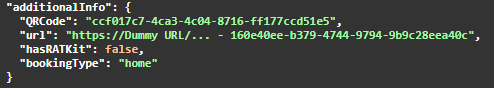 "additionalInfo": {
"QRCode": "ccf017c7-4ca3-4c04-8716-ff177ccd51e5",
"url": "https://Dummy URL/... - 160e40ee-b379-4744-9794-9b9c28eea40c",
"hasRATKit": false,
"bookingType": "home"
}